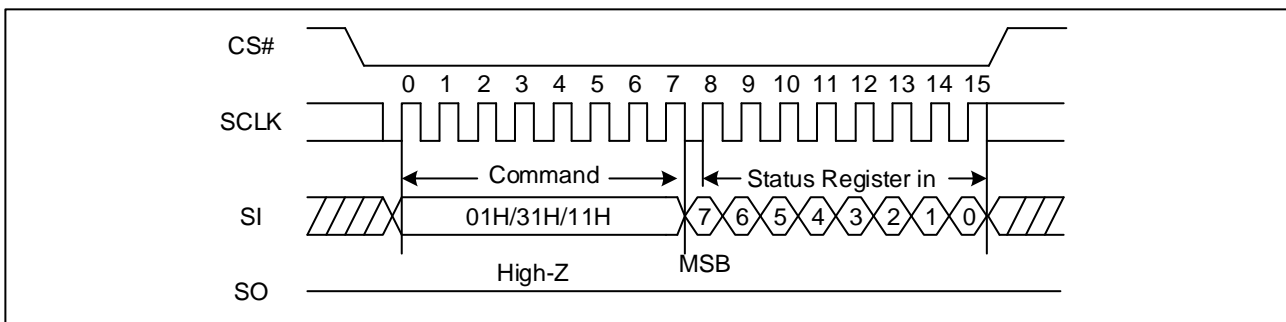 CS#
0 1 2 3 4 5 6 7 8 9 10 11 12 13 14 15
SCLK
Command Status Register in
SI 01H/31H/11H 7 6 5 4 3 2 1 0
High-Z MSB
SO